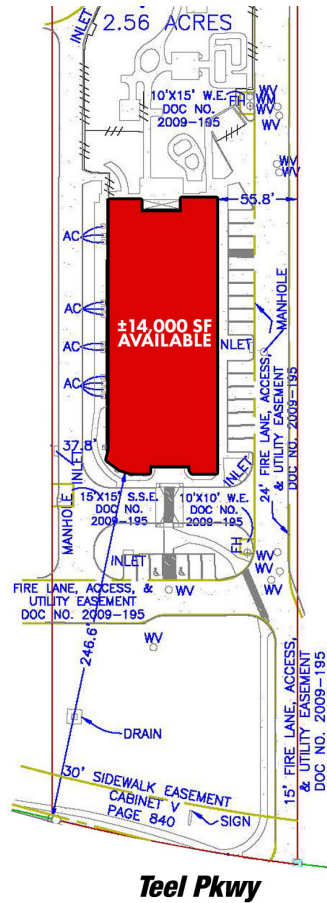 INLET
2.56 ACRES
10'X15' W.E.
DOC NO.
2009-195
FH
WV
WM
WV
WV
WV
WV
55.8'
AC
AC
AC
AC
±14,000 SF
AVAILABLE
MANHOLE
INLET
24' FIRE LANE, ACCESS,
& UTILITY EASEMENT
DOC NO. 2009-195
37.8'
INLET
MANHOLE
15'X15' S.S.E.
DOC NO.
2009-195
10'X10' W.E.
DOC NO.
2009-195
INLET
FH
INLET
WV
WV
WV
FIRE LANE, ACCESS, &
UTILITY EASEMENT
DOC NO. 2009-195
WV
246.6'
WV
15' FIRE LANE, ACCESS,
& UTILITY EASEMENT
DOC NO. 2009-195
DRAIN
30' SIDEWALK EASEMENT
CABINET V
PAGE 840
SIGN
Teel Pkwy